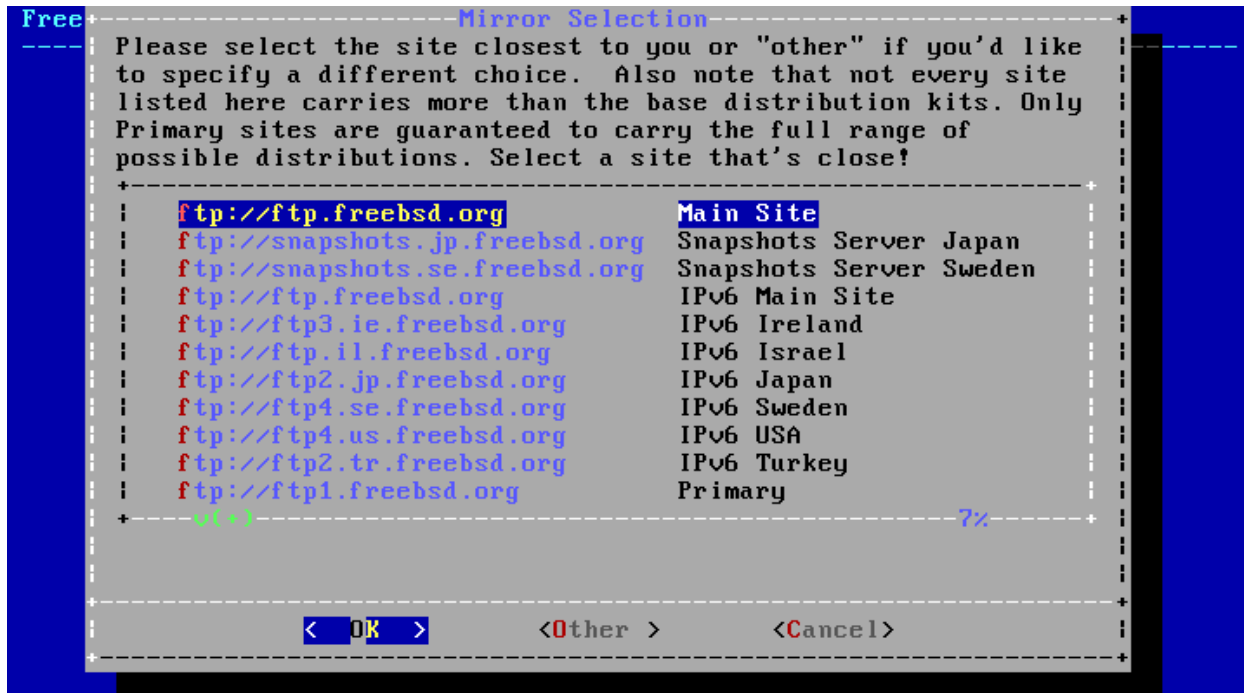 Free
Mirror Selection
Please select the site closest to you or "other" if you'd like
to specify a different choice.  Also note that not every site
listed here carries more than the base distribution kits. Only
Primary sites are guaranteed to carry the full range of
possible distributions. Select a site that's close!
ftp://ftp.freebsd.org Main Site
ftp://snapshots.jp.freebsd.org Snapshots Server Japan
ftp://snapshots.se.freebsd.org Snapshots Server Sweden
ftp://ftp.freebsd.org IPv6 Main Site
ftp://ftp3.ie.freebsd.org IPv6 Ireland
ftp://ftp.il.freebsd.org IPv6 Israel
ftp://ftp2.jp.freebsd.org IPv6 Japan
ftp://ftp4.se.freebsd.org IPv6 Sweden
ftp://ftp4.us.freebsd.org IPv6 USA
ftp://ftp2.tr.freebsd.org IPv6 Turkey
ftp://ftp1.freebsd.org Primary
v(+) 7%
<  OK  > <Other > <Cancel>